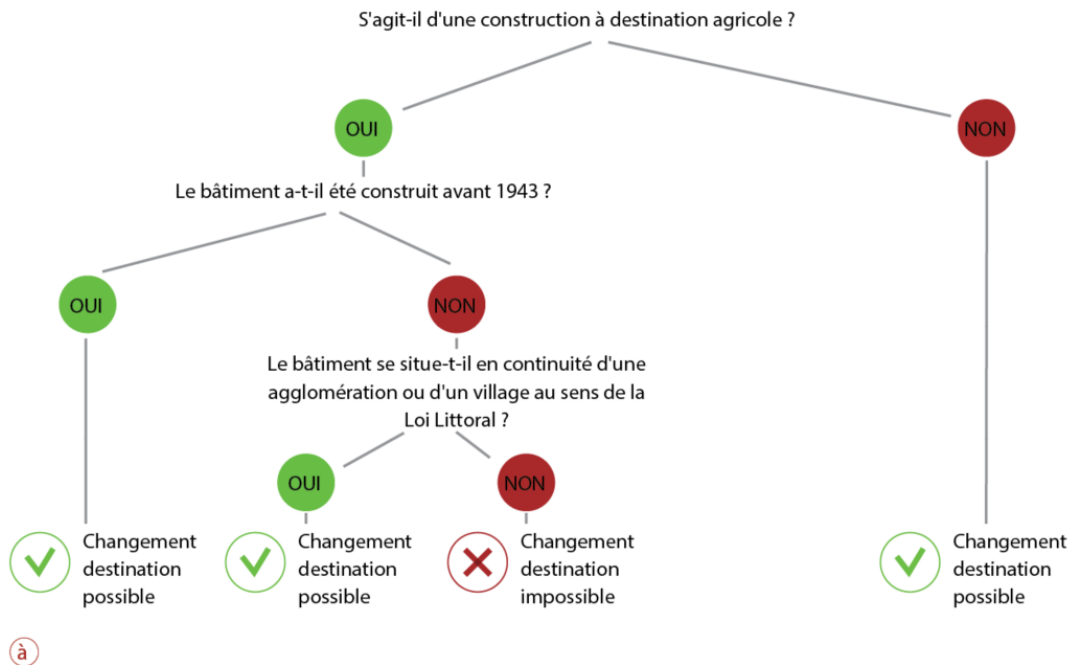 S'agit-il d'une construction à destination agricole ?
OUI
NON
Le bâtiment a-t-il été construit avant 1943 ?
OUI
NON
Le bâtiment se situe-t-il en continuité d'une
agglomération ou d'un village au sens de la
Loi Littoral ?
OUI
NON
Changement
destination
possible
Changement
destination
possible
Changement
destination
impossible
Changement
destination
possible
à